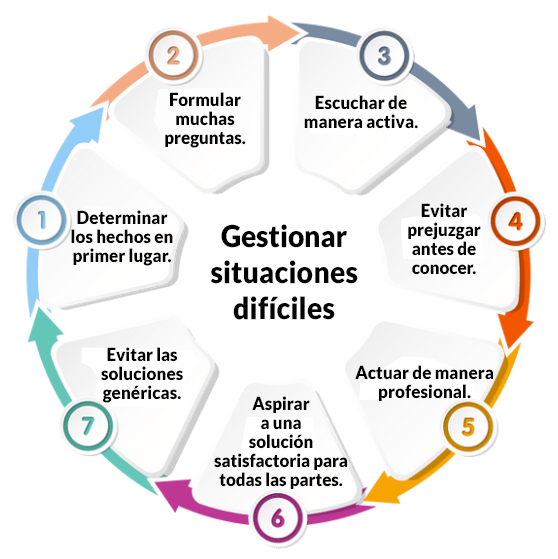 Gestionar
situaciones
difíciles
1
Determinar
los hechos en
primer lugar.
2
Formular
muchas
preguntas.
3
Escuchar de
manera activa.
4
Evitar
prejuzgar
antes de
conocer.
5
Actuar de manera
profesional.
6
Aspirar
a una
solución
satisfactoria para
todas las partes.
7
Evitar las
soluciones
genéricas.